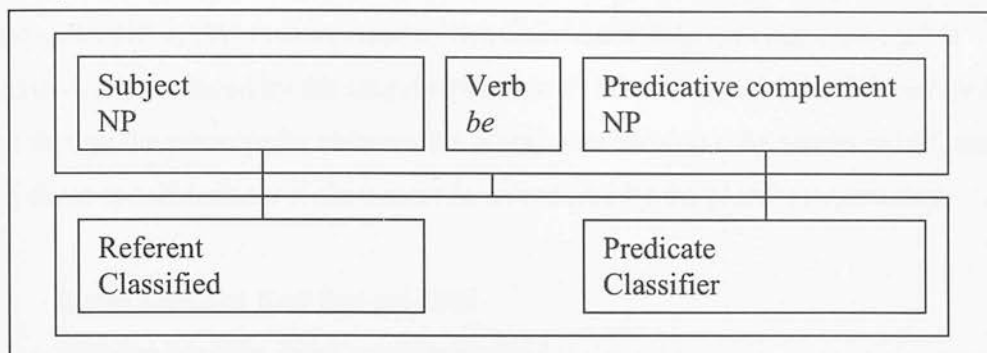 Subject
NP
Verb
be
Predicative complement
NP
Referent
Classified
Predicate
Classifier